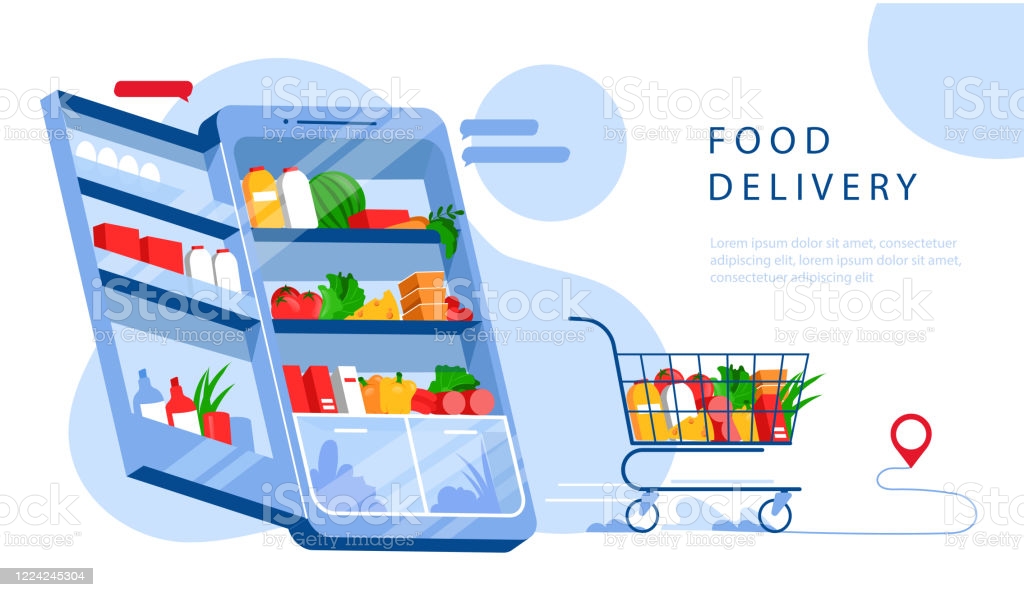 iStock
by Getty Images™
FOOD
DELIVERY
Lorem ipsum dolor sit amet, consectetuer
adipiscing elit, lorem ipsum dolor sit amet,
consectetuer adipiscing elit
1224245304